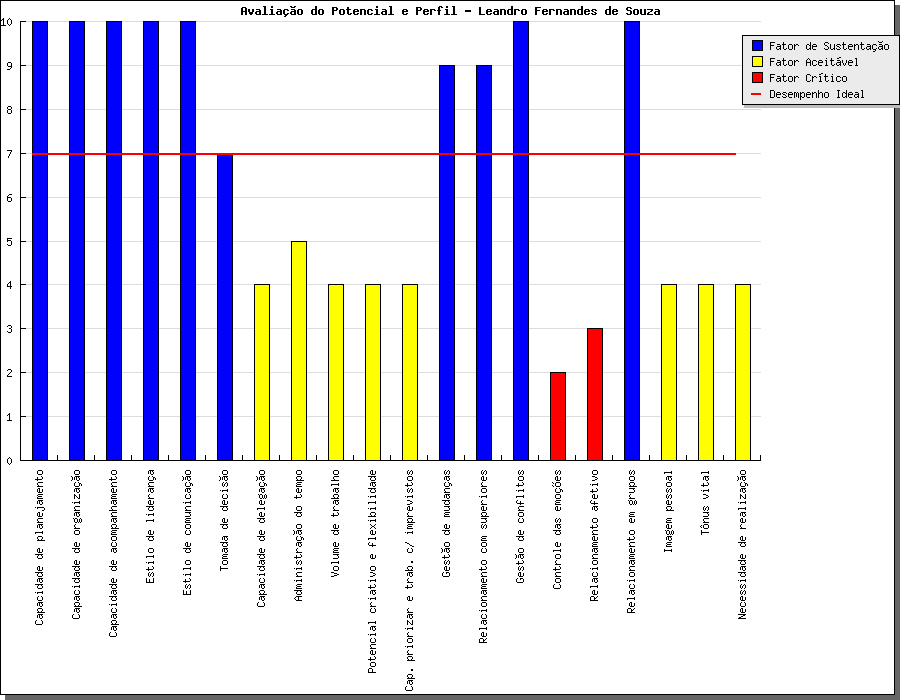 Avaliação do Potencial e Perfil - Leandro Fernandes de Souza
Fator de Sustentação
Fator Aceitável
Fator Crítico
Desempenho Ideal
10
9
8
7
6
5
4
3
2
1
0
Capacidade de planejamento
Capacidade de organização
Capacidade de acompanhamento
Estilo de liderança
Estilo de comunicação
Tomada de decisão
Capacidade de delegação
Administração do tempo
Volume de trabalho
Potencial criativo e flexibilidade
Cap. priorizar e trab. c/ imprevistos
Gestão de mudanças
Relacionamento com superiores
Gestão de conflitos
Controle das emoções
Relacionamento afetivo
Relacionamento em grupos
Imagem pessoal
Tônus vital
Necessidade de realização